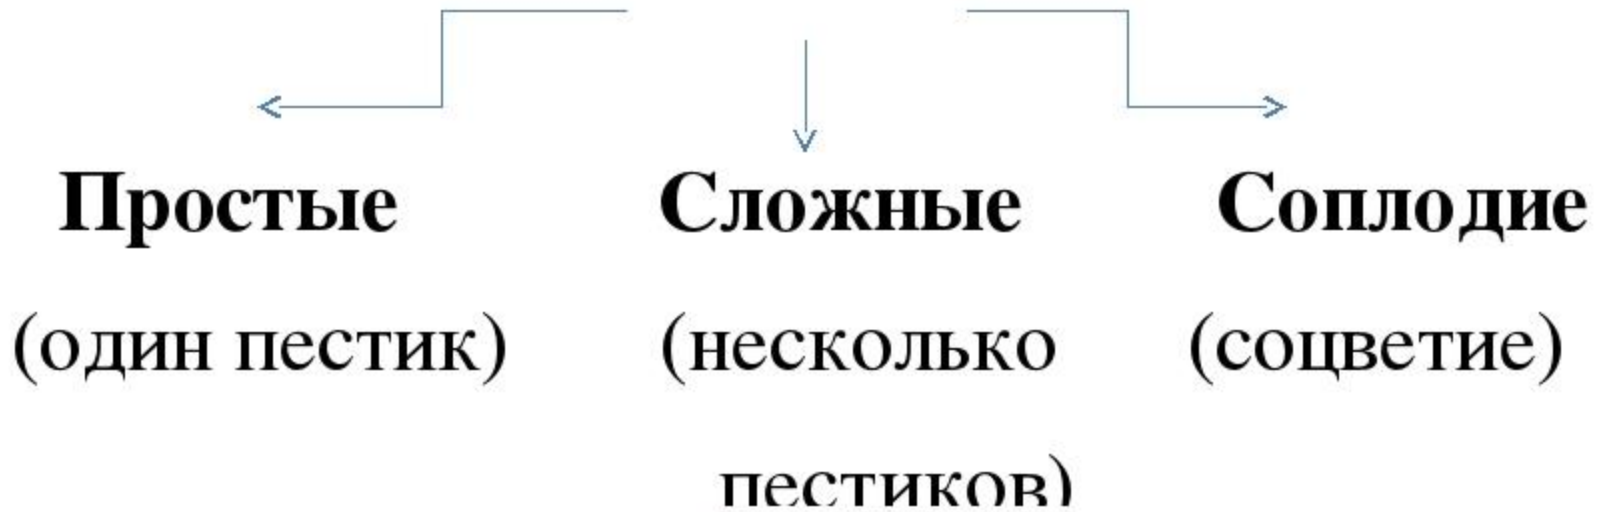 Простые Сложные Соплодие
(один пестик) (несколько (соцветие)
пестиков)